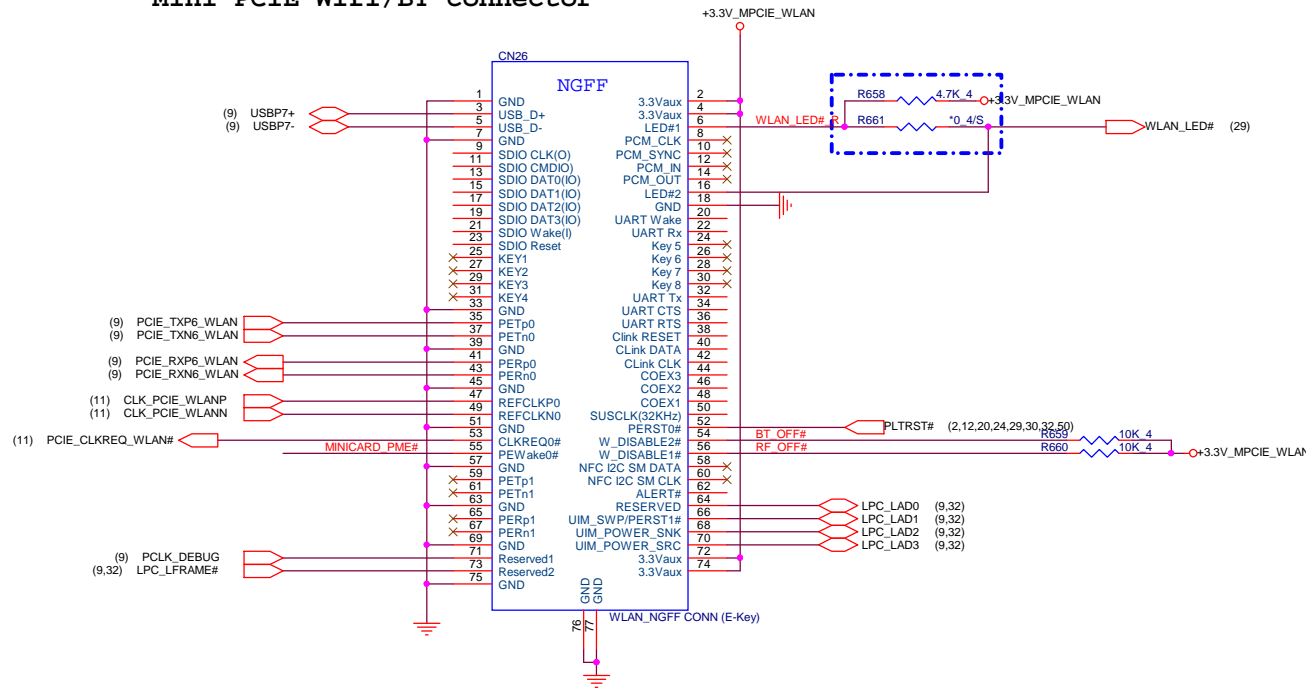 Mini PCIE Wifi/BT Connector
+3.3V_MPCIE_WLAN
CN26
NGFF
1 GND 3.3Vaux 2
(9) USBP7+ 3 USB_D+ 3.3Vaux 4
(9) USBP7- 5 USB_D- LED#1 6 WLAN_LED#_R
R658 4.7K_4 +3.3V_MPCIE_WLAN
R661 *0_4/S WLAN_LED# (29)
7 GND PCM_CLK 8
9 SDIO CLK(O) PCM_SYNC 10
11 SDIO CMDIO) PCM_IN 12
13 SDIO DAT0(IO) PCM_OUT 14
15 SDIO DAT1(IO) LED#2 16
17 SDIO DAT2(IO) GND 18
19 SDIO DAT3(IO) UART Wake 20
21 SDIO Wake(I) UART Rx 22
23 SDIO Reset Key 5 24
25 KEY1 Key 6 26
27 KEY2 Key 7 28
29 KEY3 Key 8 30
31 KEY4 UART Tx 32
33 GND UART CTS 34
(9) PCIE_TXP6_WLAN 35 PETp0 UART RTS 36
(9) PCIE_TXN6_WLAN 37 PETn0 Clink RESET 38
39 GND CLink DATA 40
(9) PCIE_RXP6_WLAN 41 PERp0 CLink CLK 42
(9) PCIE_RXN6_WLAN 43 PERn0 COEX3 44
45 GND COEX2 46
(11) CLK_PCIE_WLANP 47 REFCLKP0 COEX1 48
(11) CLK_PCIE_WLANN 49 REFCLKN0 SUSCLK(32KHz) 50
51 GND PERST0# 52 PLTRST# (2,12,20,24,29,30,32,50)
(11) PCIE_CLKREQ_WLAN# 53 CLKREQ0# W_DISABLE2# 54 BT_OFF# R659 10K_4
MINICARD_PME# 55 PEWake0# W_DISABLE1# 56 RF_OFF# R660 10K_4 +3.3V_MPCIE_WLAN
57 GND NFC I2C SM DATA 58
59 PETp1 NFC I2C SM CLK 60
61 PETn1 ALERT# 62
63 GND RESERVED 64 LPC_LAD0 (9,32)
65 PERp1 UIM_SWP/PERST1# 66 LPC_LAD1 (9,32)
67 PERn1 UIM_POWER_SNK 68 LPC_LAD2 (9,32)
69 GND UIM_POWER_SRC 70 LPC_LAD3 (9,32)
(9) PCLK_DEBUG 71 Reserved1 3.3Vaux 72
(9,32) LPC_LFRAME# 73 Reserved2 3.3Vaux 74
75 GND
GND GND
76 77
WLAN_NGFF CONN (E-Key)